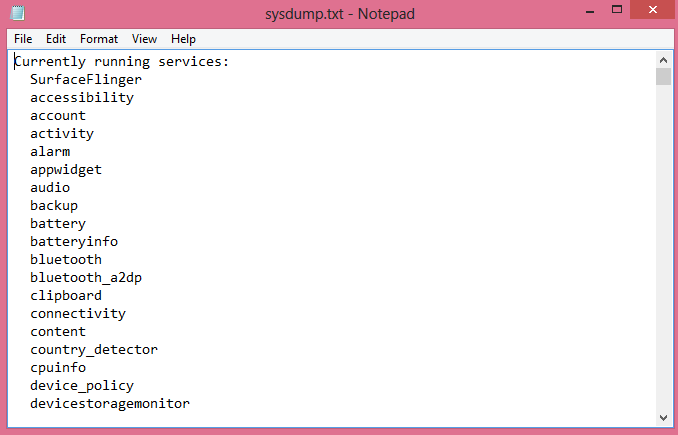 sysdump.txt - Notepad
File Edit Format View Help
Currently running services:
SurfaceFlinger
accessibility
account
activity
alarm
appwidget
audio
backup
battery
batteryinfo
bluetooth
bluetooth_a2dp
clipboard
connectivity
content
country_detector
cpuinfo
device_policy
devicestoragemonitor